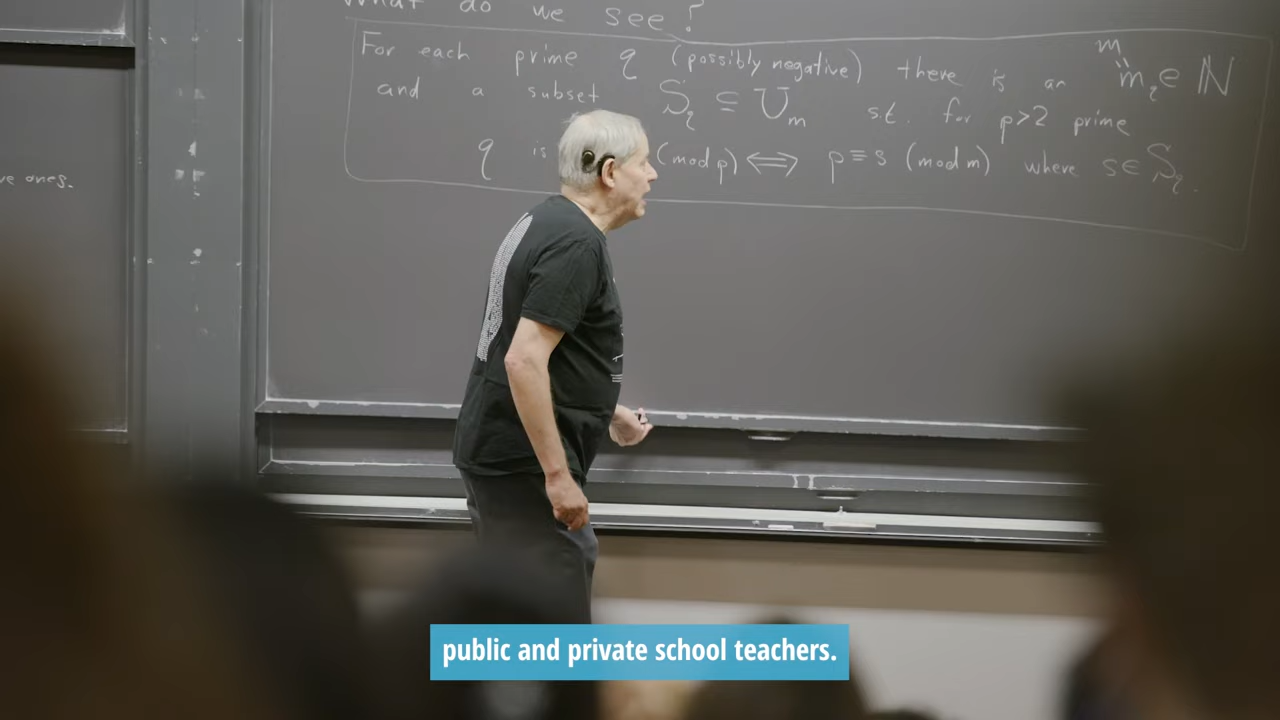 What do we see?
For each prime q (possibly negative) there is an m_q ∈ ℕ
m
and a subset S_q ⊆ U_m s.t. for p>2 prime
q is (mod p) ⟺ p ≡ s (mod m) where s ∈ S_q.
ve ones.
public and private school teachers.